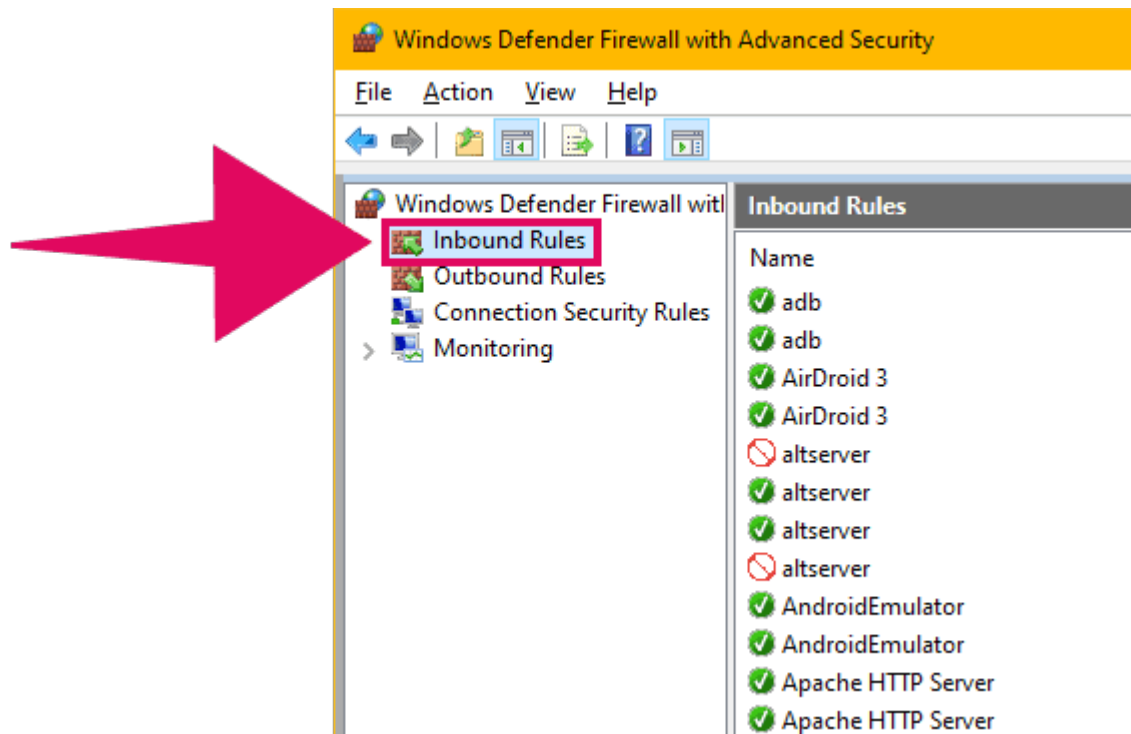 Windows Defender Firewall with Advanced Security
File Action View Help
Windows Defender Firewall witl
Inbound Rules
Outbound Rules
Connection Security Rules
Monitoring
Inbound Rules
Name
adb
adb
AirDroid 3
AirDroid 3
altserver
altserver
altserver
altserver
AndroidEmulator
AndroidEmulator
Apache HTTP Server
Apache HTTP Server